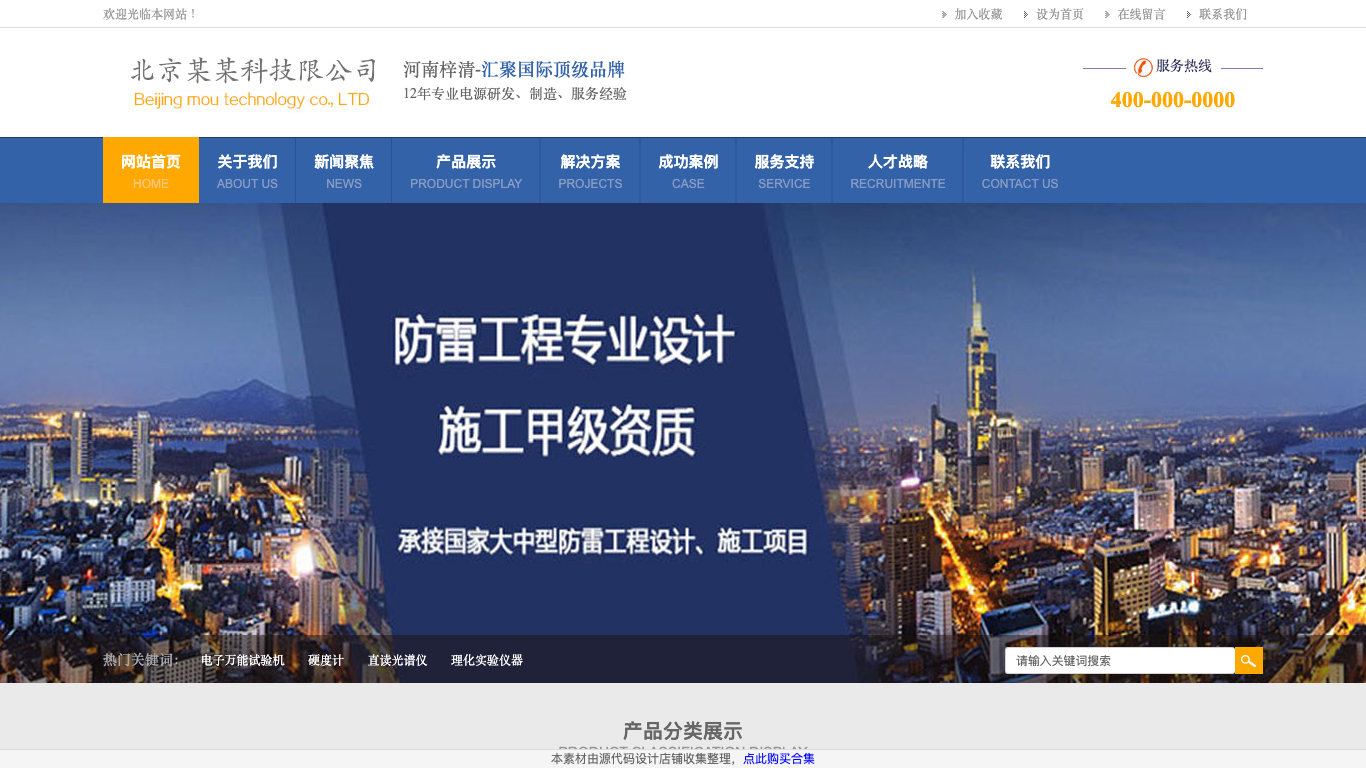 欢迎光临本网站！
加入收藏 设为首页 在线留言 联系我们
北京某某科技限公司
Beijing mou technology co., LTD
河南梓清-汇聚国际顶级品牌
12年专业电源研发、制造、服务经验
服务热线
400-000-0000
网站首页 关于我们 新闻聚焦 产品展示 解决方案 成功案例 服务支持 人才战略 联系我们
HOME ABOUT US NEWS PRODUCT DISPLAY PROJECTS CASE SERVICE RECRUITMENTE CONTACT US
防雷工程专业设计
施工甲级资质
承接国家大中型防雷工程设计、施工项目
热门关键词： 电子万能试验机 硬度计 直读光谱仪 理化实验仪器 请输入关键词搜索
产品分类展示
PRODUCT CLASSIFICATION DISPLAY
本素材由源代码设计店铺收集整理，点此购买合集